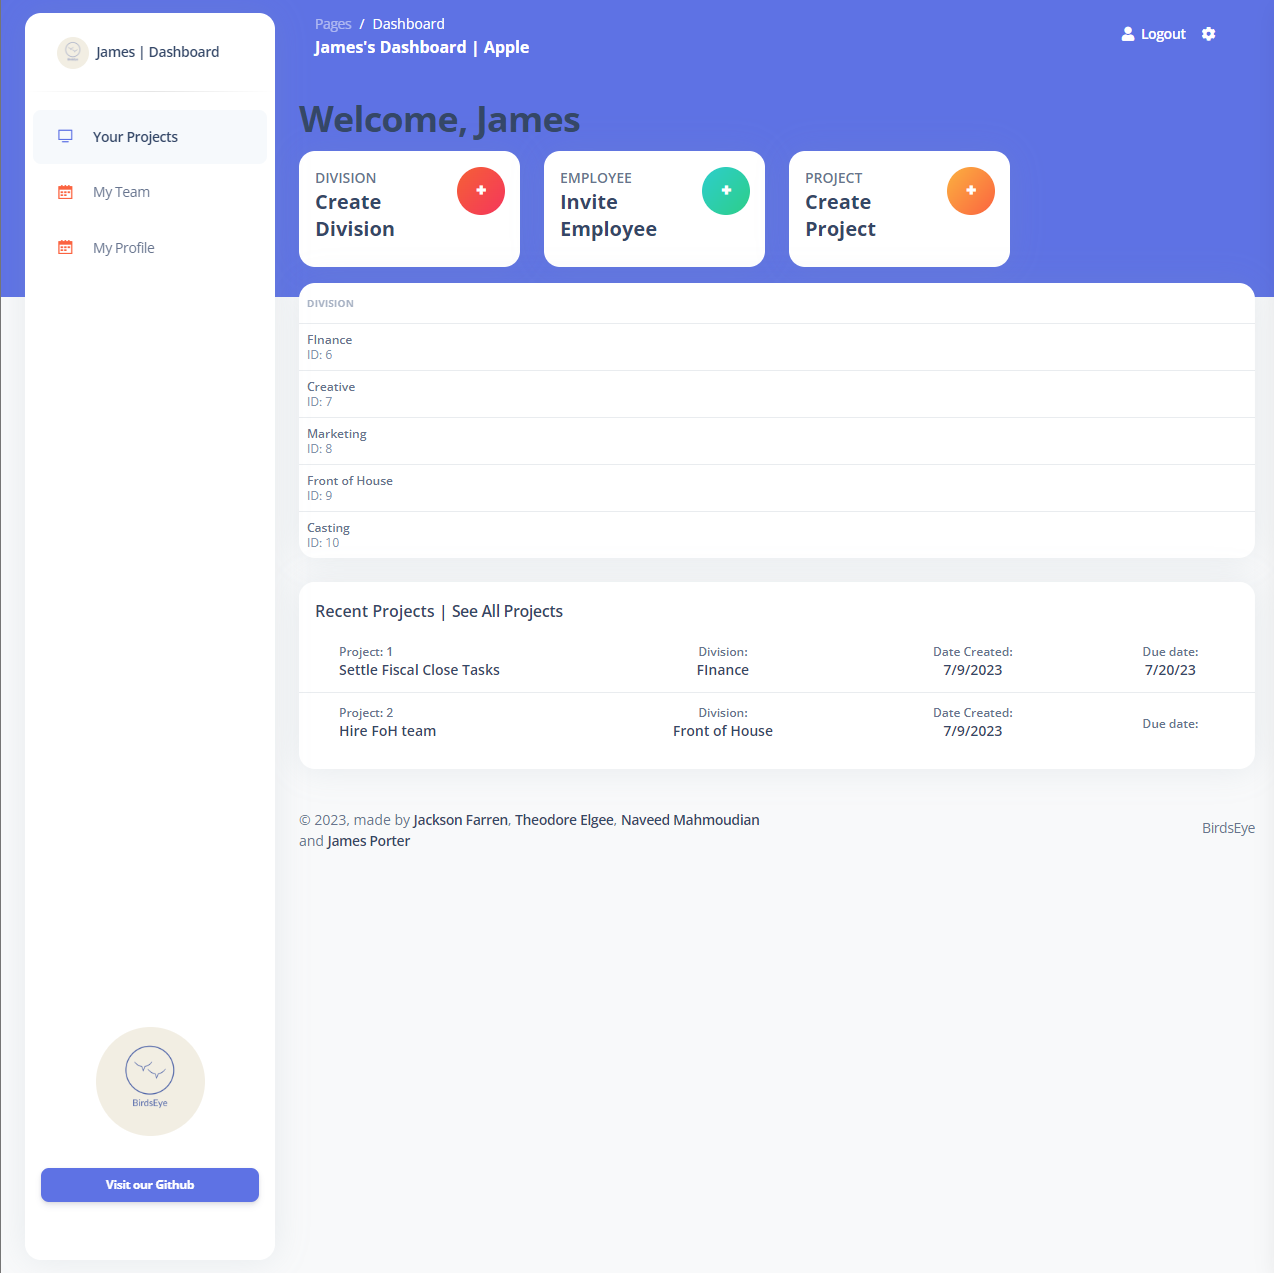 James | Dashboard
Your Projects
My Team
My Profile
BirdsEye
Visit our Github
Pages / Dashboard
James's Dashboard | Apple
Logout
Welcome, James
DIVISION
Create
Division
EMPLOYEE
Invite
Employee
PROJECT
Create
Project
DIVISION
FInance
ID: 6
Creative
ID: 7
Marketing
ID: 8
Front of House
ID: 9
Casting
ID: 10
Recent Projects | See All Projects
Project: 1 Division: Date Created: Due date:
Settle Fiscal Close Tasks FInance 7/9/2023 7/20/23
Project: 2 Division: Date Created: Due date:
Hire FoH team Front of House 7/9/2023
© 2023, made by Jackson Farren, Theodore Elgee, Naveed Mahmoudian
and James Porter
BirdsEye